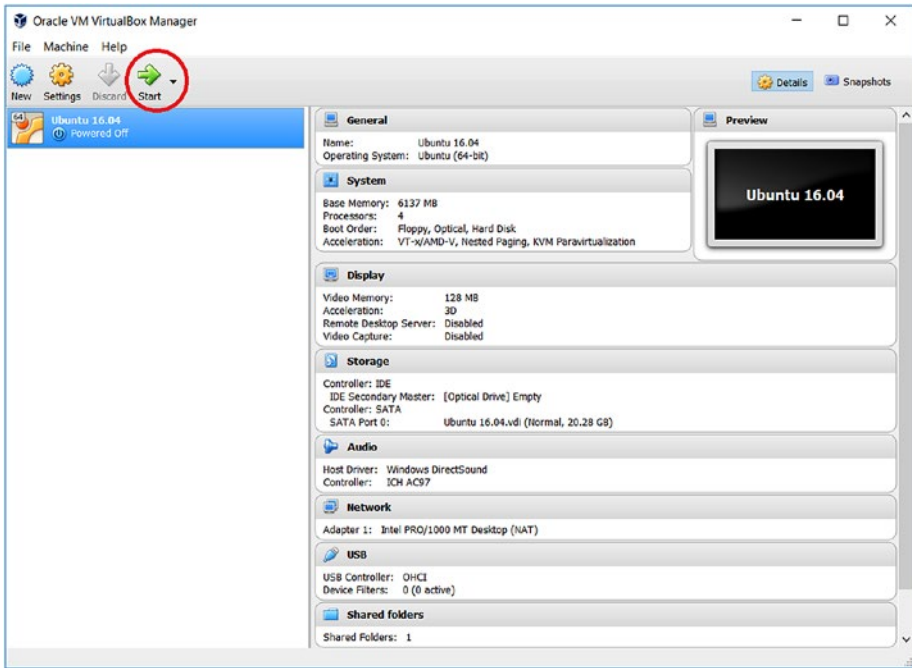 Oracle VM VirtualBox Manager
File Machine Help
New Settings Discard Start
Details Snapshots
64
Ubuntu 16.04
Powered Off
General
Name: Ubuntu 16.04
Operating System: Ubuntu (64-bit)
Preview
Ubuntu 16.04
System
Base Memory: 6137 MB
Processors: 4
Boot Order: Floppy, Optical, Hard Disk
Acceleration: VT-x/AMD-V, Nested Paging, KVM Paravirtualization
Display
Video Memory: 128 MB
Acceleration: 3D
Remote Desktop Server: Disabled
Video Capture: Disabled
Storage
Controller: IDE
IDE Secondary Master: [Optical Drive] Empty
Controller: SATA
SATA Port 0: Ubuntu 16.04.vdi (Normal, 20.28 GB)
Audio
Host Driver: Windows DirectSound
Controller: ICH AC97
Network
Adapter 1: Intel PRO/1000 MT Desktop (NAT)
USB
USB Controller: OHCI
Device Filters: 0 (0 active)
Shared folders
Shared Folders: 1